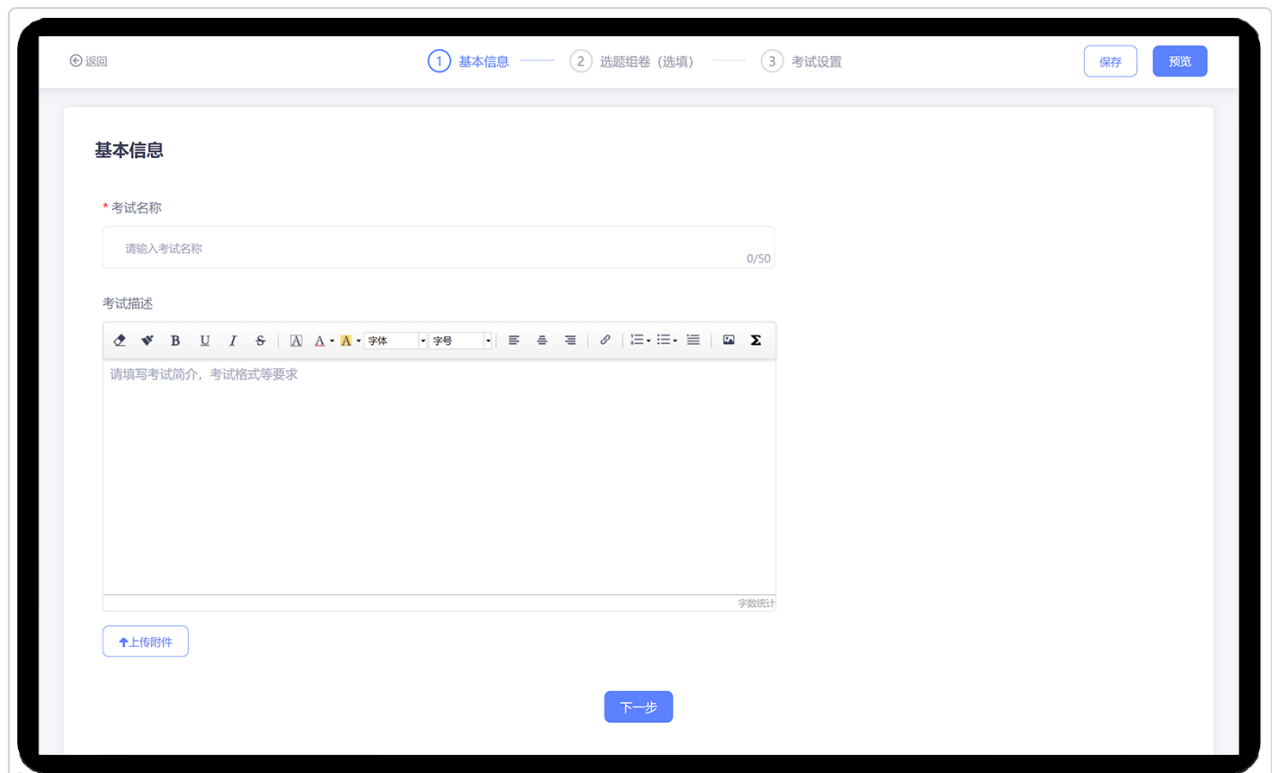 返回
1 基本信息 2 选题组卷（选填） 3 考试设置
保存 预览
基本信息
* 考试名称
请输入考试名称
0/50
考试描述
B U I S A A A 字体 字号 Σ
请填写考试简介，考试格式等要求
字数统计
上传附件
下一步